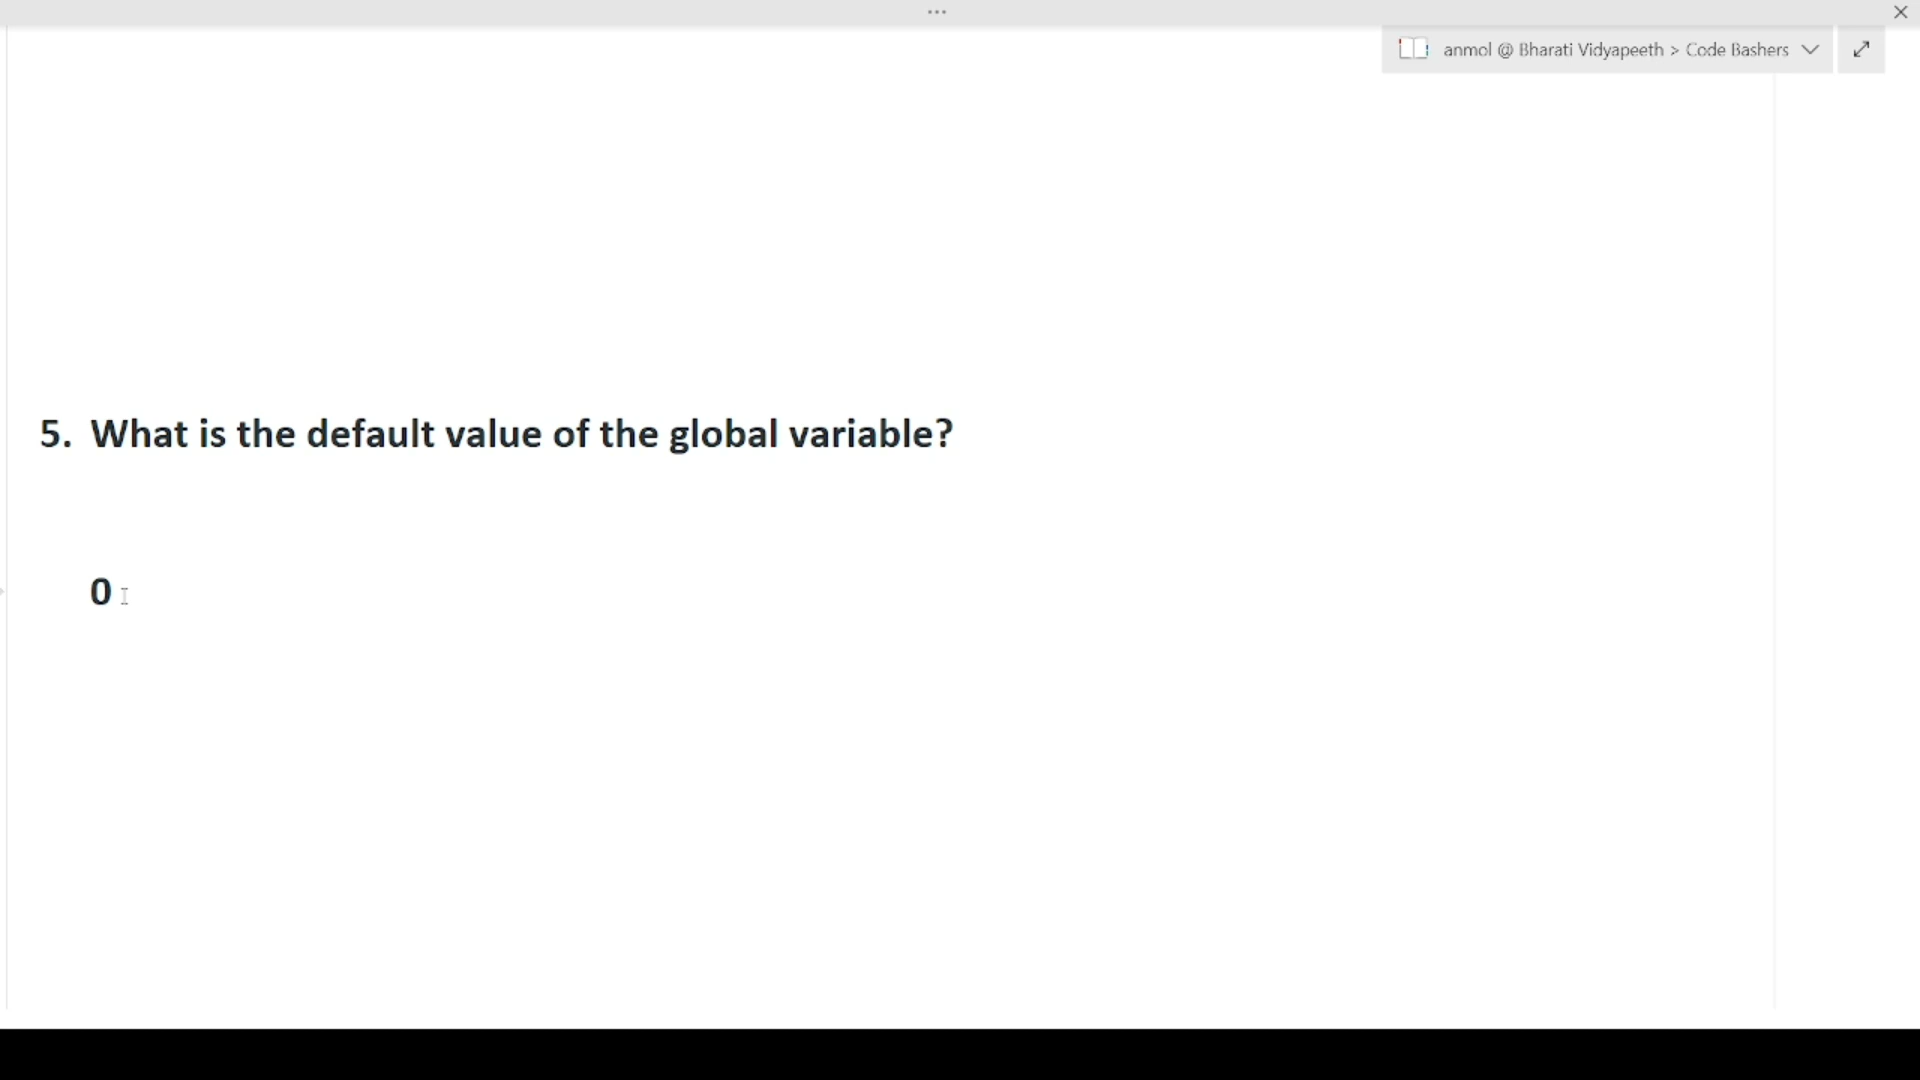 anmol @ Bharati Vidyapeeth > Code Bashers
5. What is the default value of the global variable?
0